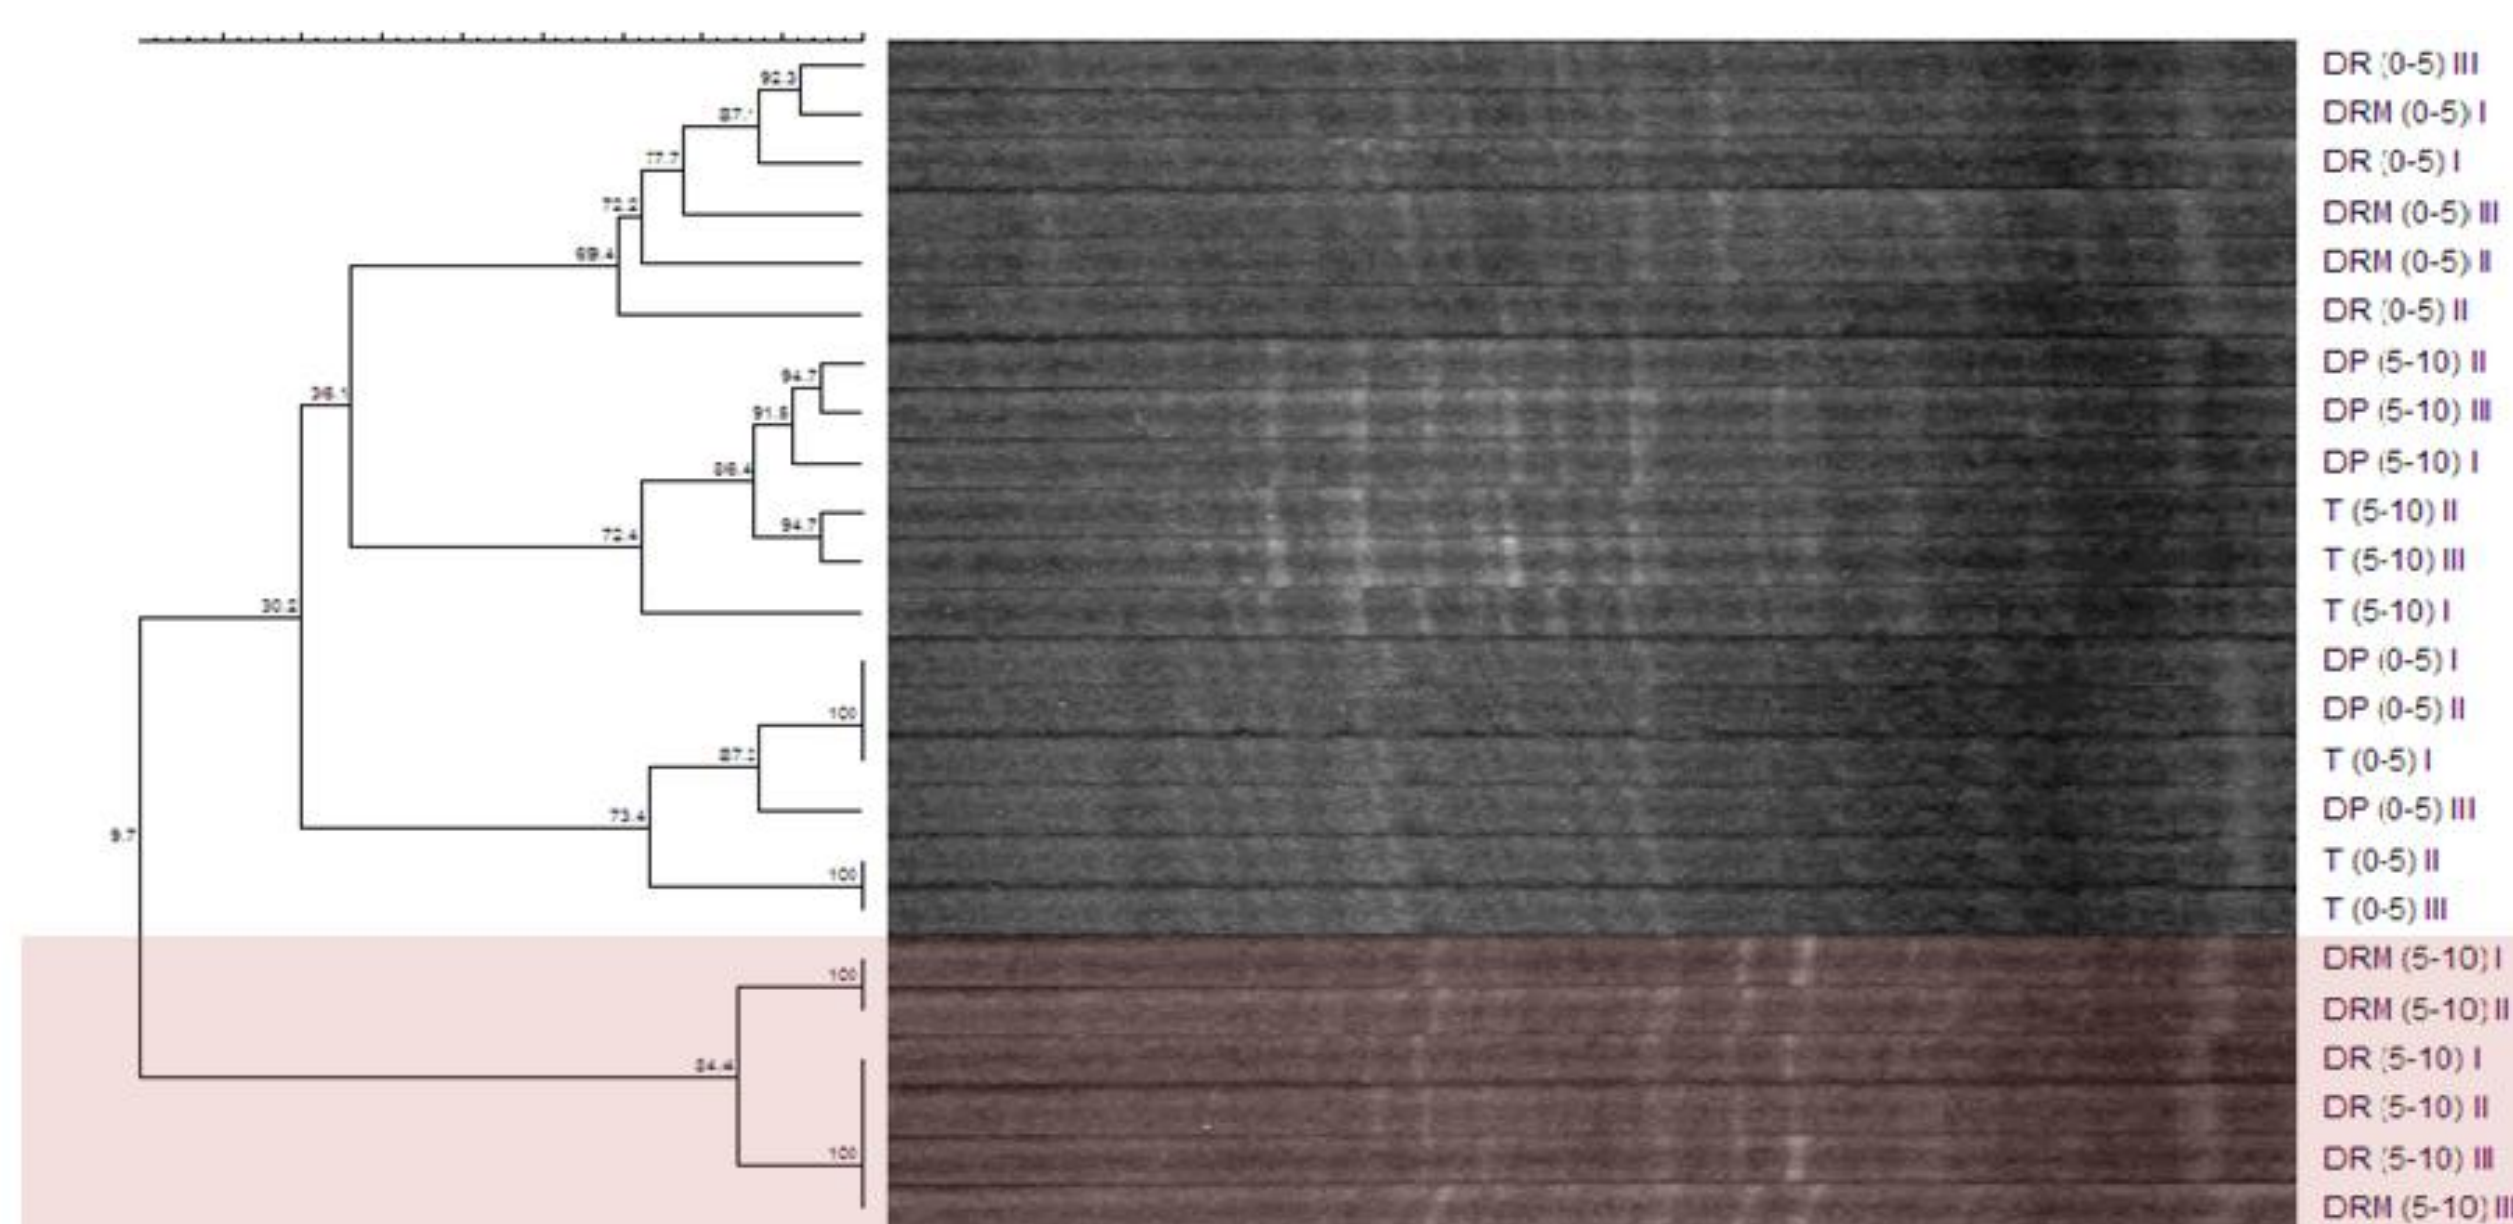 92.3
87.1
77.7
72.2
69.4
94.7
91.8
36.1
86.4
94.7
72.4
30.2
100
87.2
73.4
9.7
100
100
84.4
100
DR (0-5) III
DRM (0-5) I
DR (0-5) I
DRM (0-5) III
DRM (0-5) II
DR (0-5) II
DP (5-10) II
DP (5-10) III
DP (5-10) I
T (5-10) II
T (5-10) III
T (5-10) I
DP (0-5) I
DP (0-5) II
T (0-5) I
DP (0-5) III
T (0-5) II
T (0-5) III
DRM (5-10) I
DRM (5-10) II
DR (5-10) I
DR (5-10) II
DR (5-10) III
DRM (5-10) III